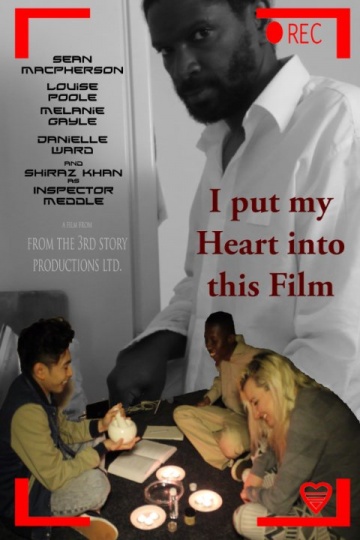 REC
SEAN
MACPHERSON
LOUISE
POOLE
MELANIE
GAYLE
DANIELLE
WARD
AND
SHIRAZ KHAN
AS
INSPECTOR
MEDDLE
A FILM FROM
FROM THE 3RD STORY
PRODUCTIONS LTD.
I put my
Heart into
this Film